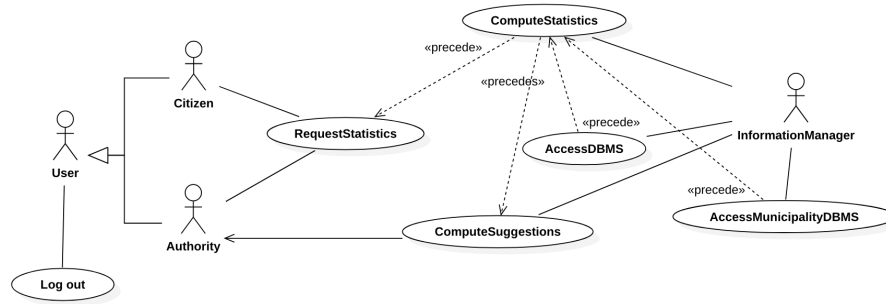 ComputeStatistics
«precede»
Citizen
«precedes»
RequestStatistics
«precede»
InformationManager
AccessDBMS
User
«precede»
AccessMunicipalityDBMS
Authority
ComputeSuggestions
Log out